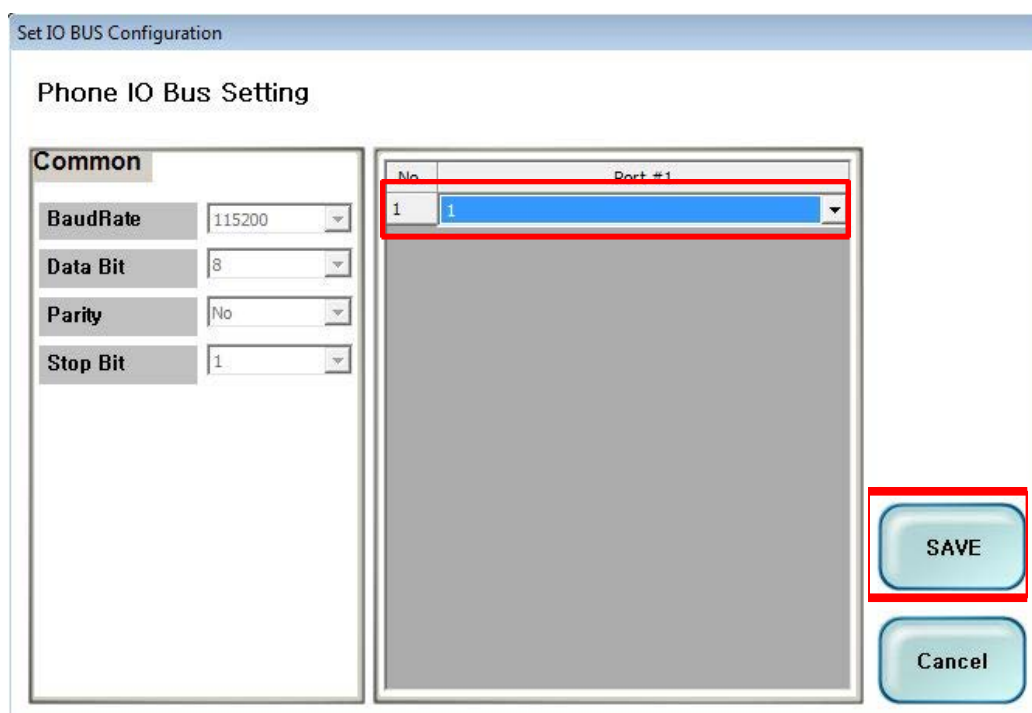 Set IO BUS Configuration
Phone IO Bus Setting
Common
BaudRate 115200
Data Bit 8
Parity No
Stop Bit 1
No Port #1
1 1
SAVE
Cancel